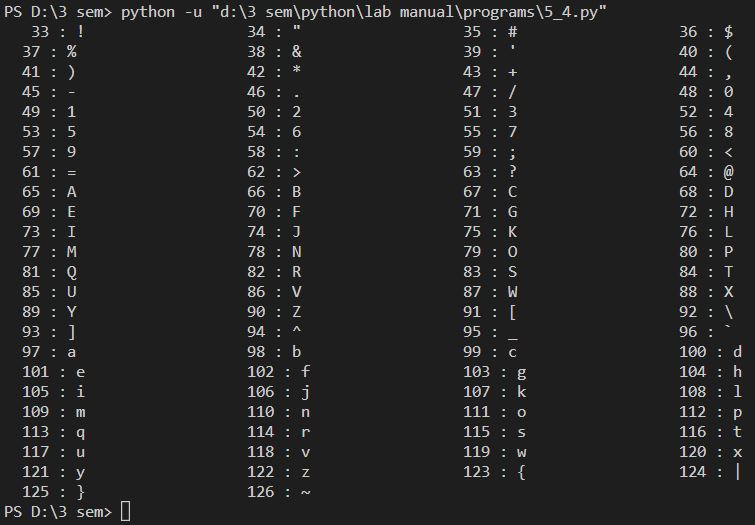 PS D:\3 sem> python -u "d:\3 sem\python\lab manual\programs\5_4.py"
33 : ! 34 : " 35 : # 36 : $
37 : % 38 : & 39 : ' 40 : (
41 : ) 42 : * 43 : + 44 : ,
45 : - 46 : . 47 : / 48 : 0
49 : 1 50 : 2 51 : 3 52 : 4
53 : 5 54 : 6 55 : 7 56 : 8
57 : 9 58 : : 59 : ; 60 : <
61 : = 62 : > 63 : ? 64 : @
65 : A 66 : B 67 : C 68 : D
69 : E 70 : F 71 : G 72 : H
73 : I 74 : J 75 : K 76 : L
77 : M 78 : N 79 : O 80 : P
81 : Q 82 : R 83 : S 84 : T
85 : U 86 : V 87 : W 88 : X
89 : Y 90 : Z 91 : [ 92 : \
93 : ] 94 : ^ 95 : _ 96 : `
97 : a 98 : b 99 : c 100 : d
101 : e 102 : f 103 : g 104 : h
105 : i 106 : j 107 : k 108 : l
109 : m 110 : n 111 : o 112 : p
113 : q 114 : r 115 : s 116 : t
117 : u 118 : v 119 : w 120 : x
121 : y 122 : z 123 : { 124 : |
125 : } 126 : ~
PS D:\3 sem>